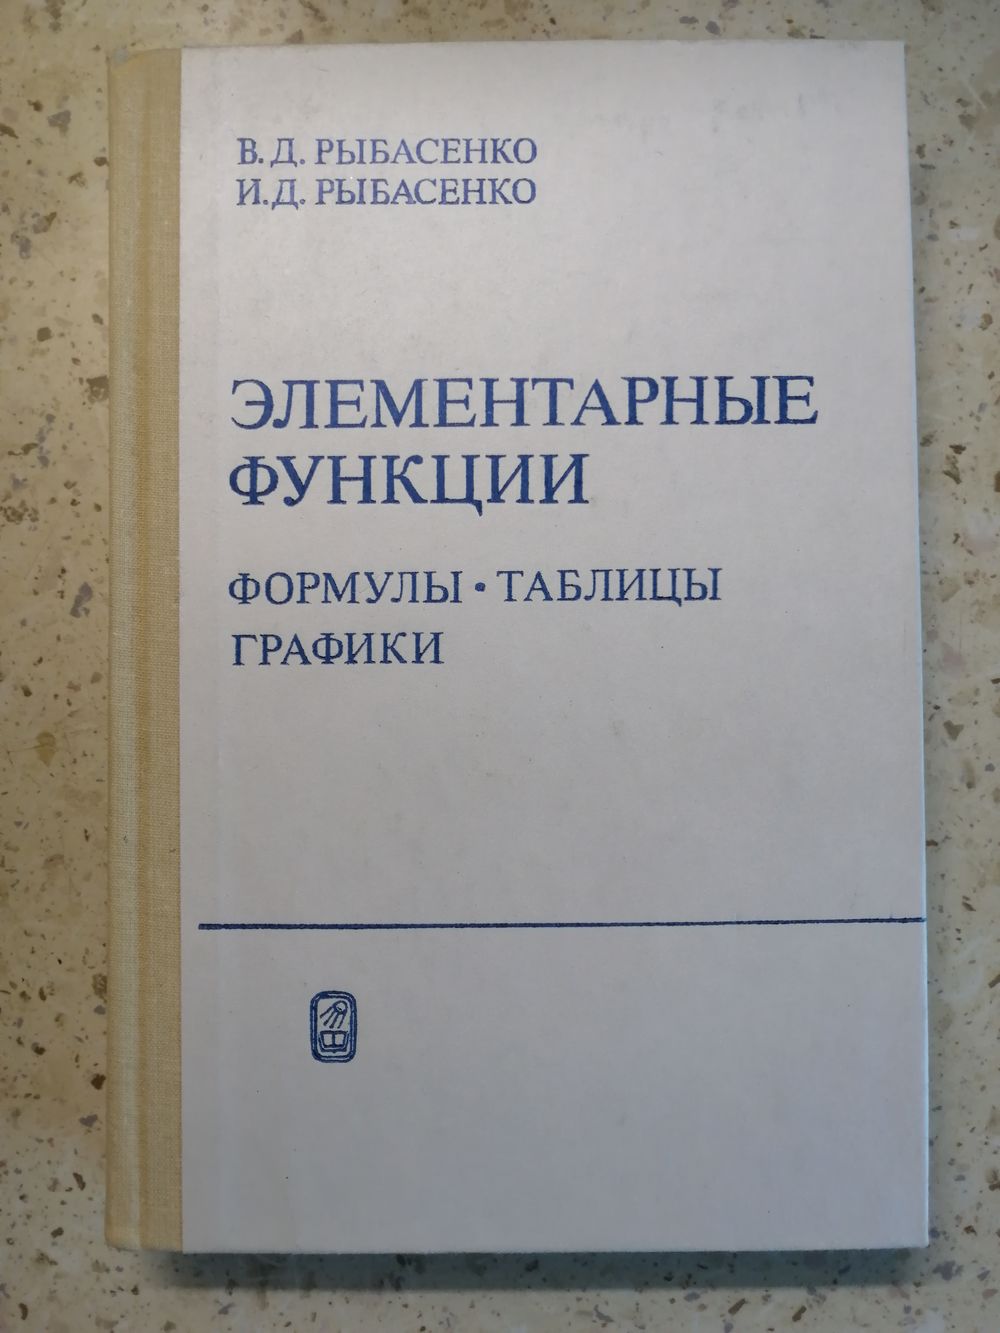 В. Д. РЫБАСЕНКО
И. Д. РЫБАСЕНКО
ЭЛЕМЕНТАРНЫЕ
ФУНКЦИИ
ФОРМУЛЫ • ТАБЛИЦЫ
ГРАФИКИ